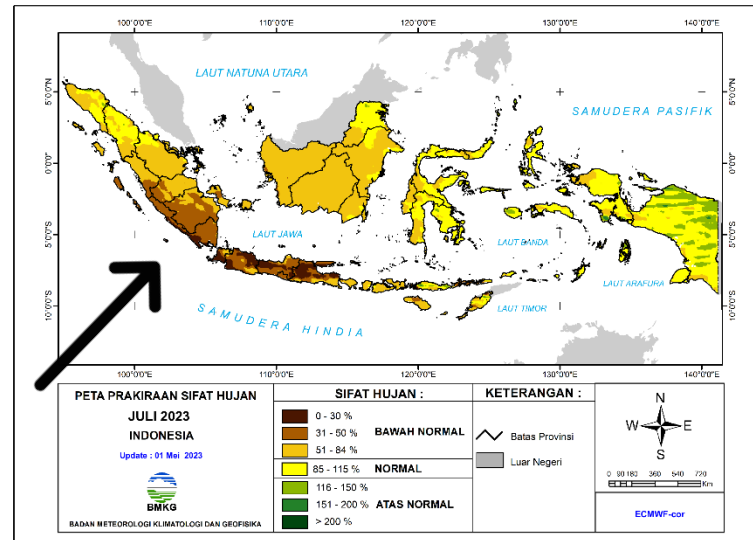 100°0'0"E 110°0'0"E 120°0'0"E 130°0'0"E 140°0'0"E
LAUT NATUNA UTARA
SAMUDERA PASIFIK
5°0'0"N 5°0'0"N
0°0'0" 0°0'0"
LAUT JAWA
LAUT BANDA
5°0'0"S 5°0'0"S
LAUT ARAFURA
LAUT TIMOR
SAMUDERA HINDIA
10°0'0"S 10°0'0"S
100°0'0"E 110°0'0"E 120°0'0"E 130°0'0"E 140°0'0"E
PETA PRAKIRAAN SIFAT HUJAN
JULI 2023
INDONESIA
Update : 01 Mei 2023
BMKG
BADAN METEOROLOGI KLIMATOLOGI DAN GEOFISIKA
SIFAT HUJAN :
0 - 30 %
31 - 50 % BAWAH NORMAL
51 - 84 %
85 - 115 % NORMAL
116 - 150 %
151 - 200 % ATAS NORMAL
> 200 %
KETERANGAN :
Batas Provinsi
Luar Negeri
N
W E
S
0 90 180 360 540 720
Km
ECMWF-cor